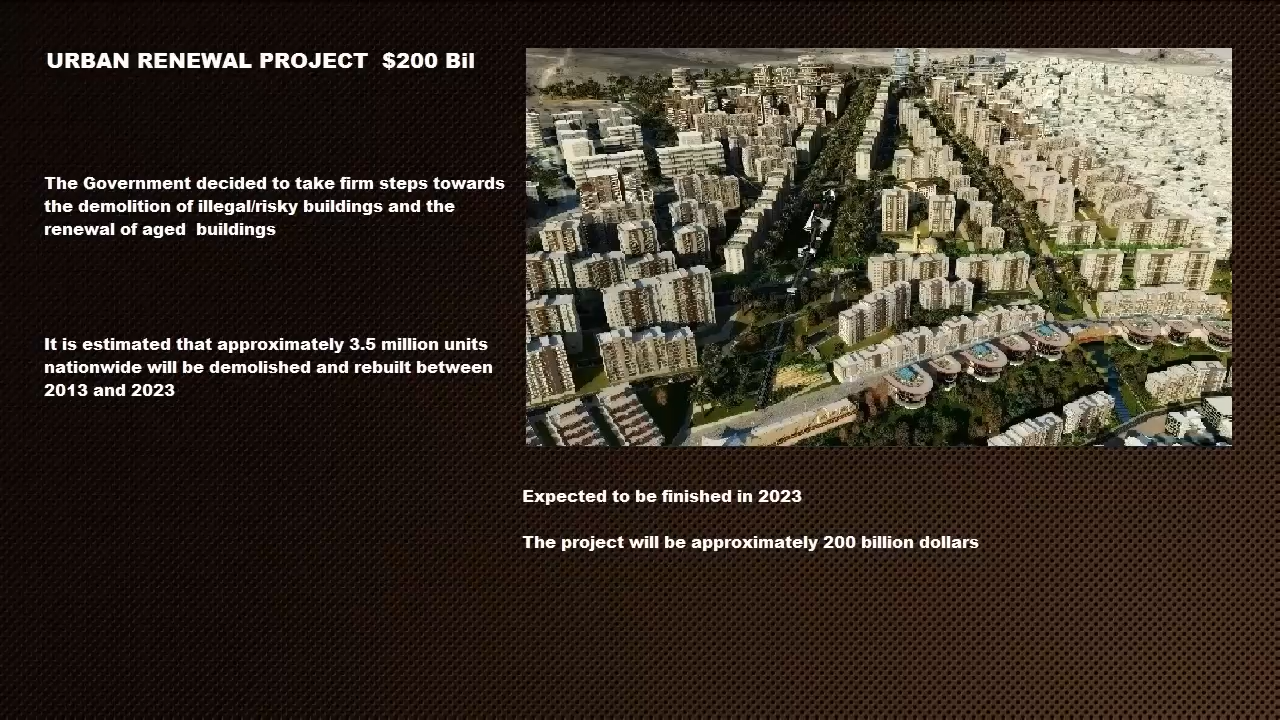 URBAN RENEWAL PROJECT  $200 Bil
The Government decided to take firm steps towards
the demolition of illegal/risky buildings and the
renewal of aged  buildings
It is estimated that approximately 3.5 million units
nationwide will be demolished and rebuilt between
2013 and 2023
Expected to be finished in 2023
The project will be approximately 200 billion dollars